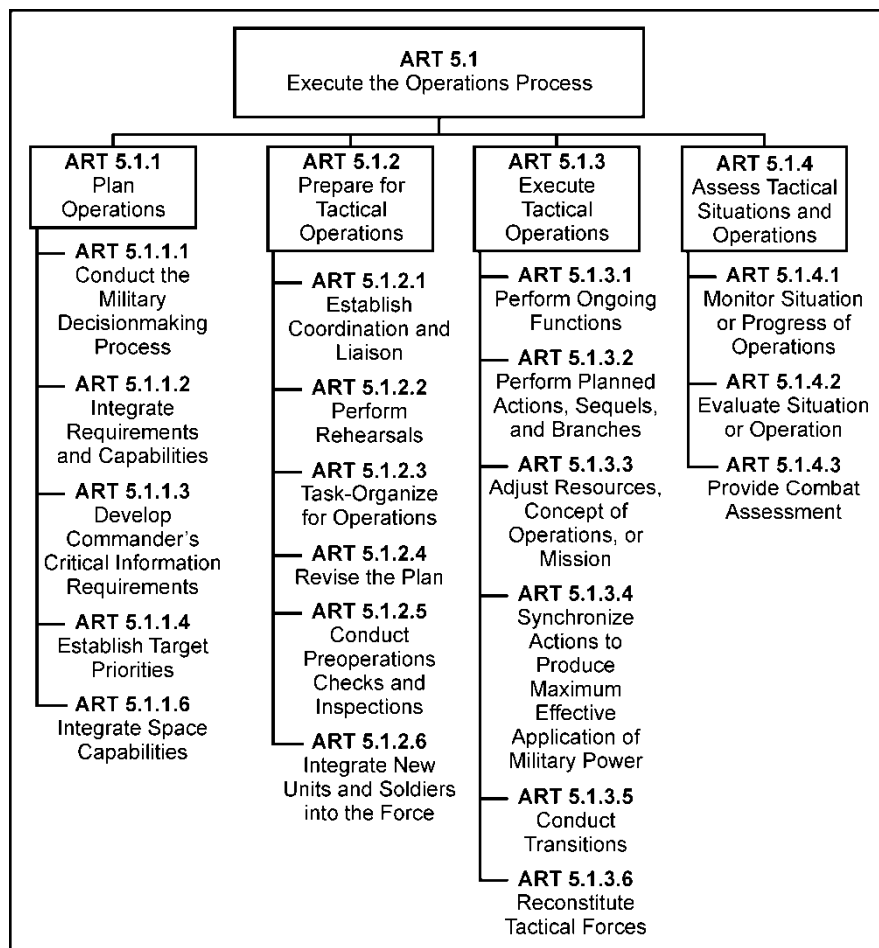 ART 5.1
Execute the Operations Process
ART 5.1.1
Plan
Operations
ART 5.1.1.1
Conduct the
Military
Decisionmaking
Process
ART 5.1.1.2
Integrate
Requirements
and Capabilities
ART 5.1.1.3
Develop
Commander's
Critical Information
Requirements
ART 5.1.1.4
Establish Target
Priorities
ART 5.1.1.6
Integrate Space
Capabilities
ART 5.1.2
Prepare for
Tactical
Operations
ART 5.1.2.1
Establish
Coordination and
Liaison
ART 5.1.2.2
Perform
Rehearsals
ART 5.1.2.3
Task-Organize
for Operations
ART 5.1.2.4
Revise the Plan
ART 5.1.2.5
Conduct
Preoperations
Checks and
Inspections
ART 5.1.2.6
Integrate New
Units and Soldiers
into the Force
ART 5.1.3
Execute
Tactical
Operations
ART 5.1.3.1
Perform Ongoing
Functions
ART 5.1.3.2
Perform Planned
Actions, Sequels,
and Branches
ART 5.1.3.3
Adjust Resources,
Concept of
Operations, or
Mission
ART 5.1.3.4
Synchronize
Actions to
Produce
Maximum
Effective
Application of
Military Power
ART 5.1.3.5
Conduct
Transitions
ART 5.1.3.6
Reconstitute
Tactical Forces
ART 5.1.4
Assess Tactical
Situations and
Operations
ART 5.1.4.1
Monitor Situation
or Progress of
Operations
ART 5.1.4.2
Evaluate Situation
or Operation
ART 5.1.4.3
Provide Combat
Assessment